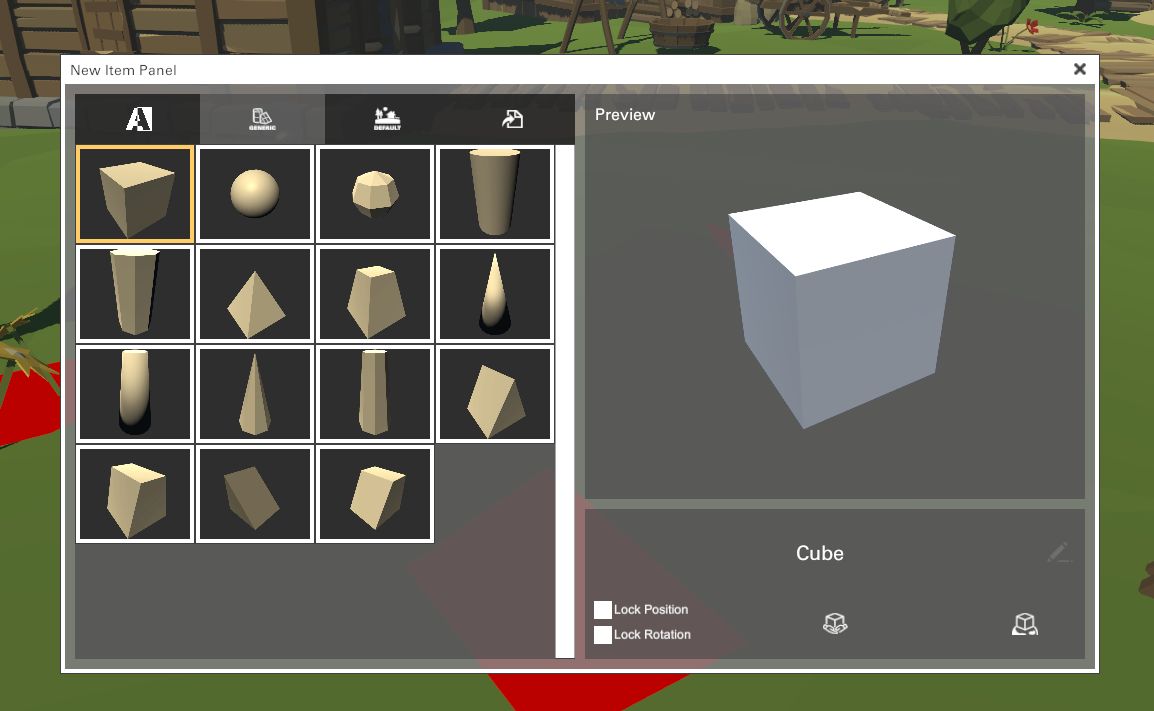 New Item Panel
A
GENERIC
DEFAULT
Preview
Cube
Lock Position
Lock Rotation